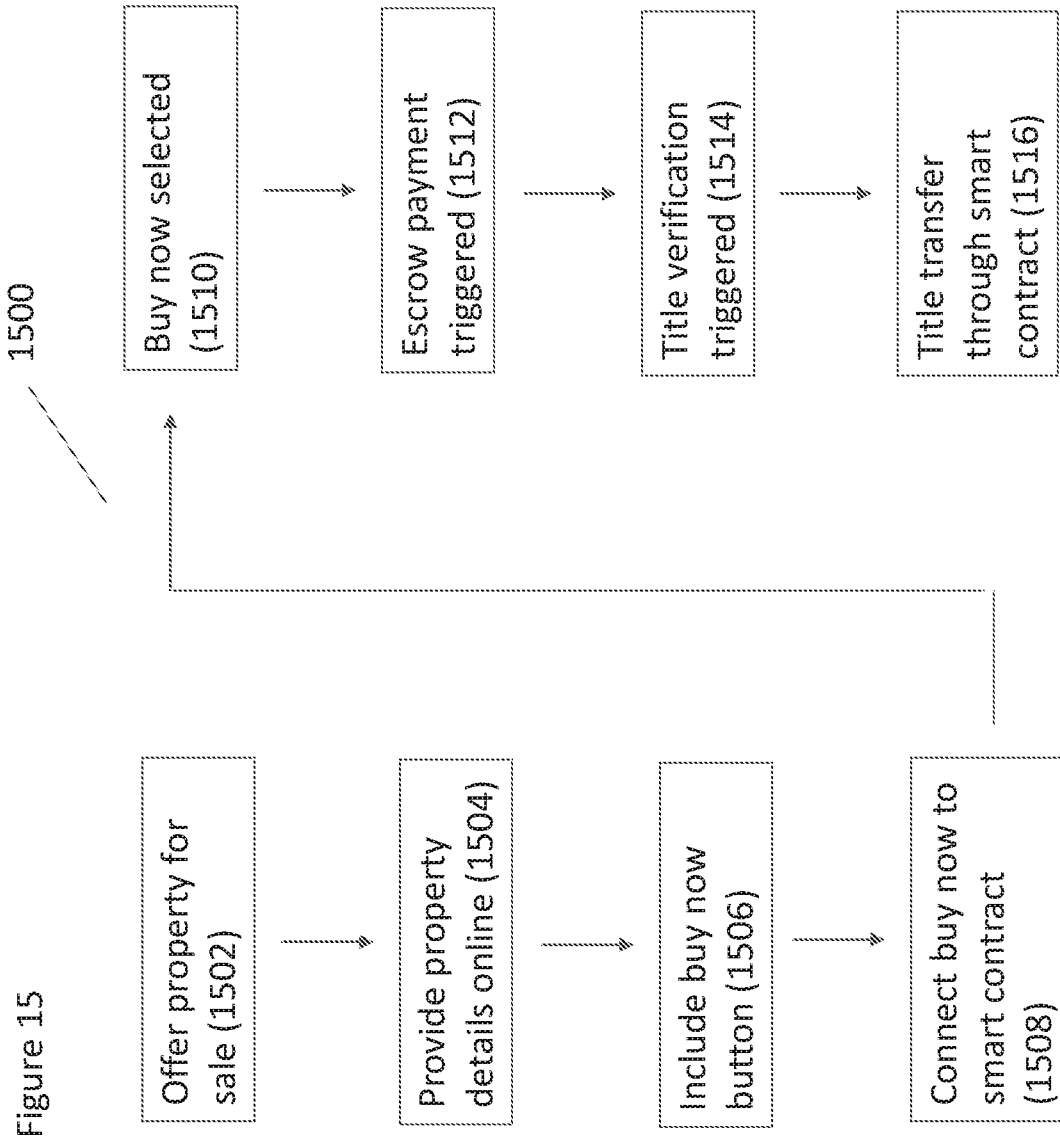 Figure 15
1500
Offer property for
sale (1502)
Provide property
details online (1504)
Include buy now
button (1506)
Connect buy now to
smart contract
(1508)
Buy now selected
(1510)
Escrow payment
triggered (1512)
Title verification
triggered (1514)
Title transfer
through smart
contract (1516)